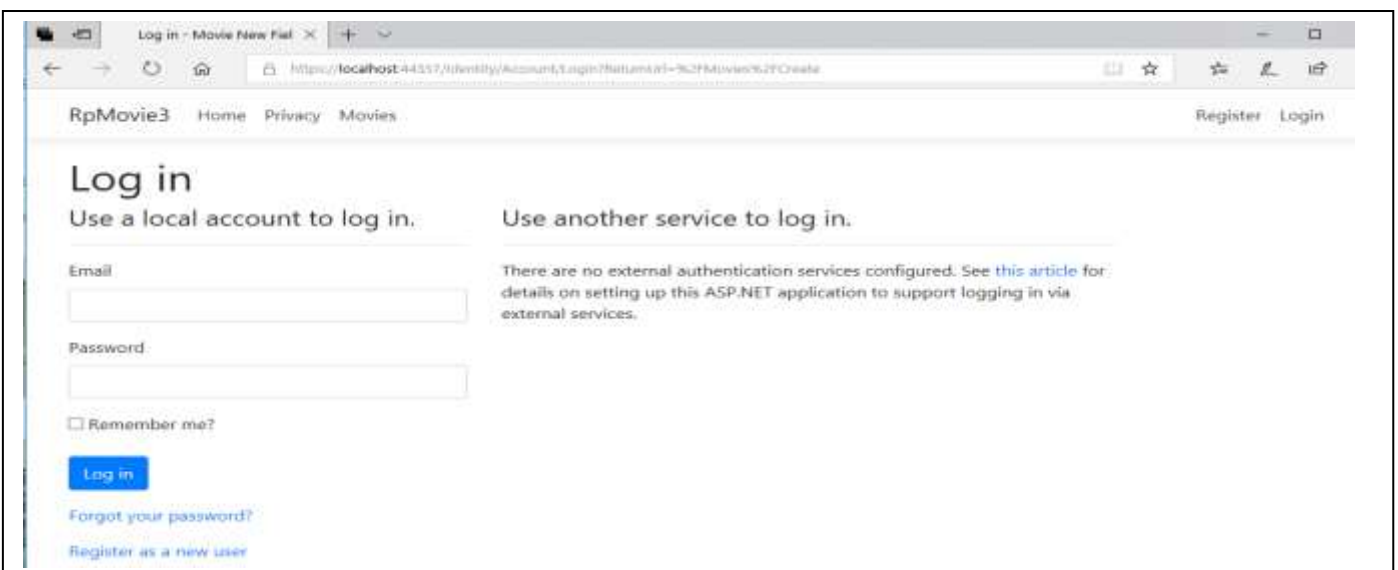 Log in - Movie New Fiel
https://localhost:44357/Identity/Account/Login?ReturnUrl=%2FMovies%2FCreate
RpMovie3 Home Privacy Movies Register Login
Log in
Use a local account to log in.
Email
Password
Remember me?
Log in
Forgot your password?
Register as a new user
Use another service to log in.
There are no external authentication services configured. See this article for
details on setting up this ASP.NET application to support logging in via
external services.